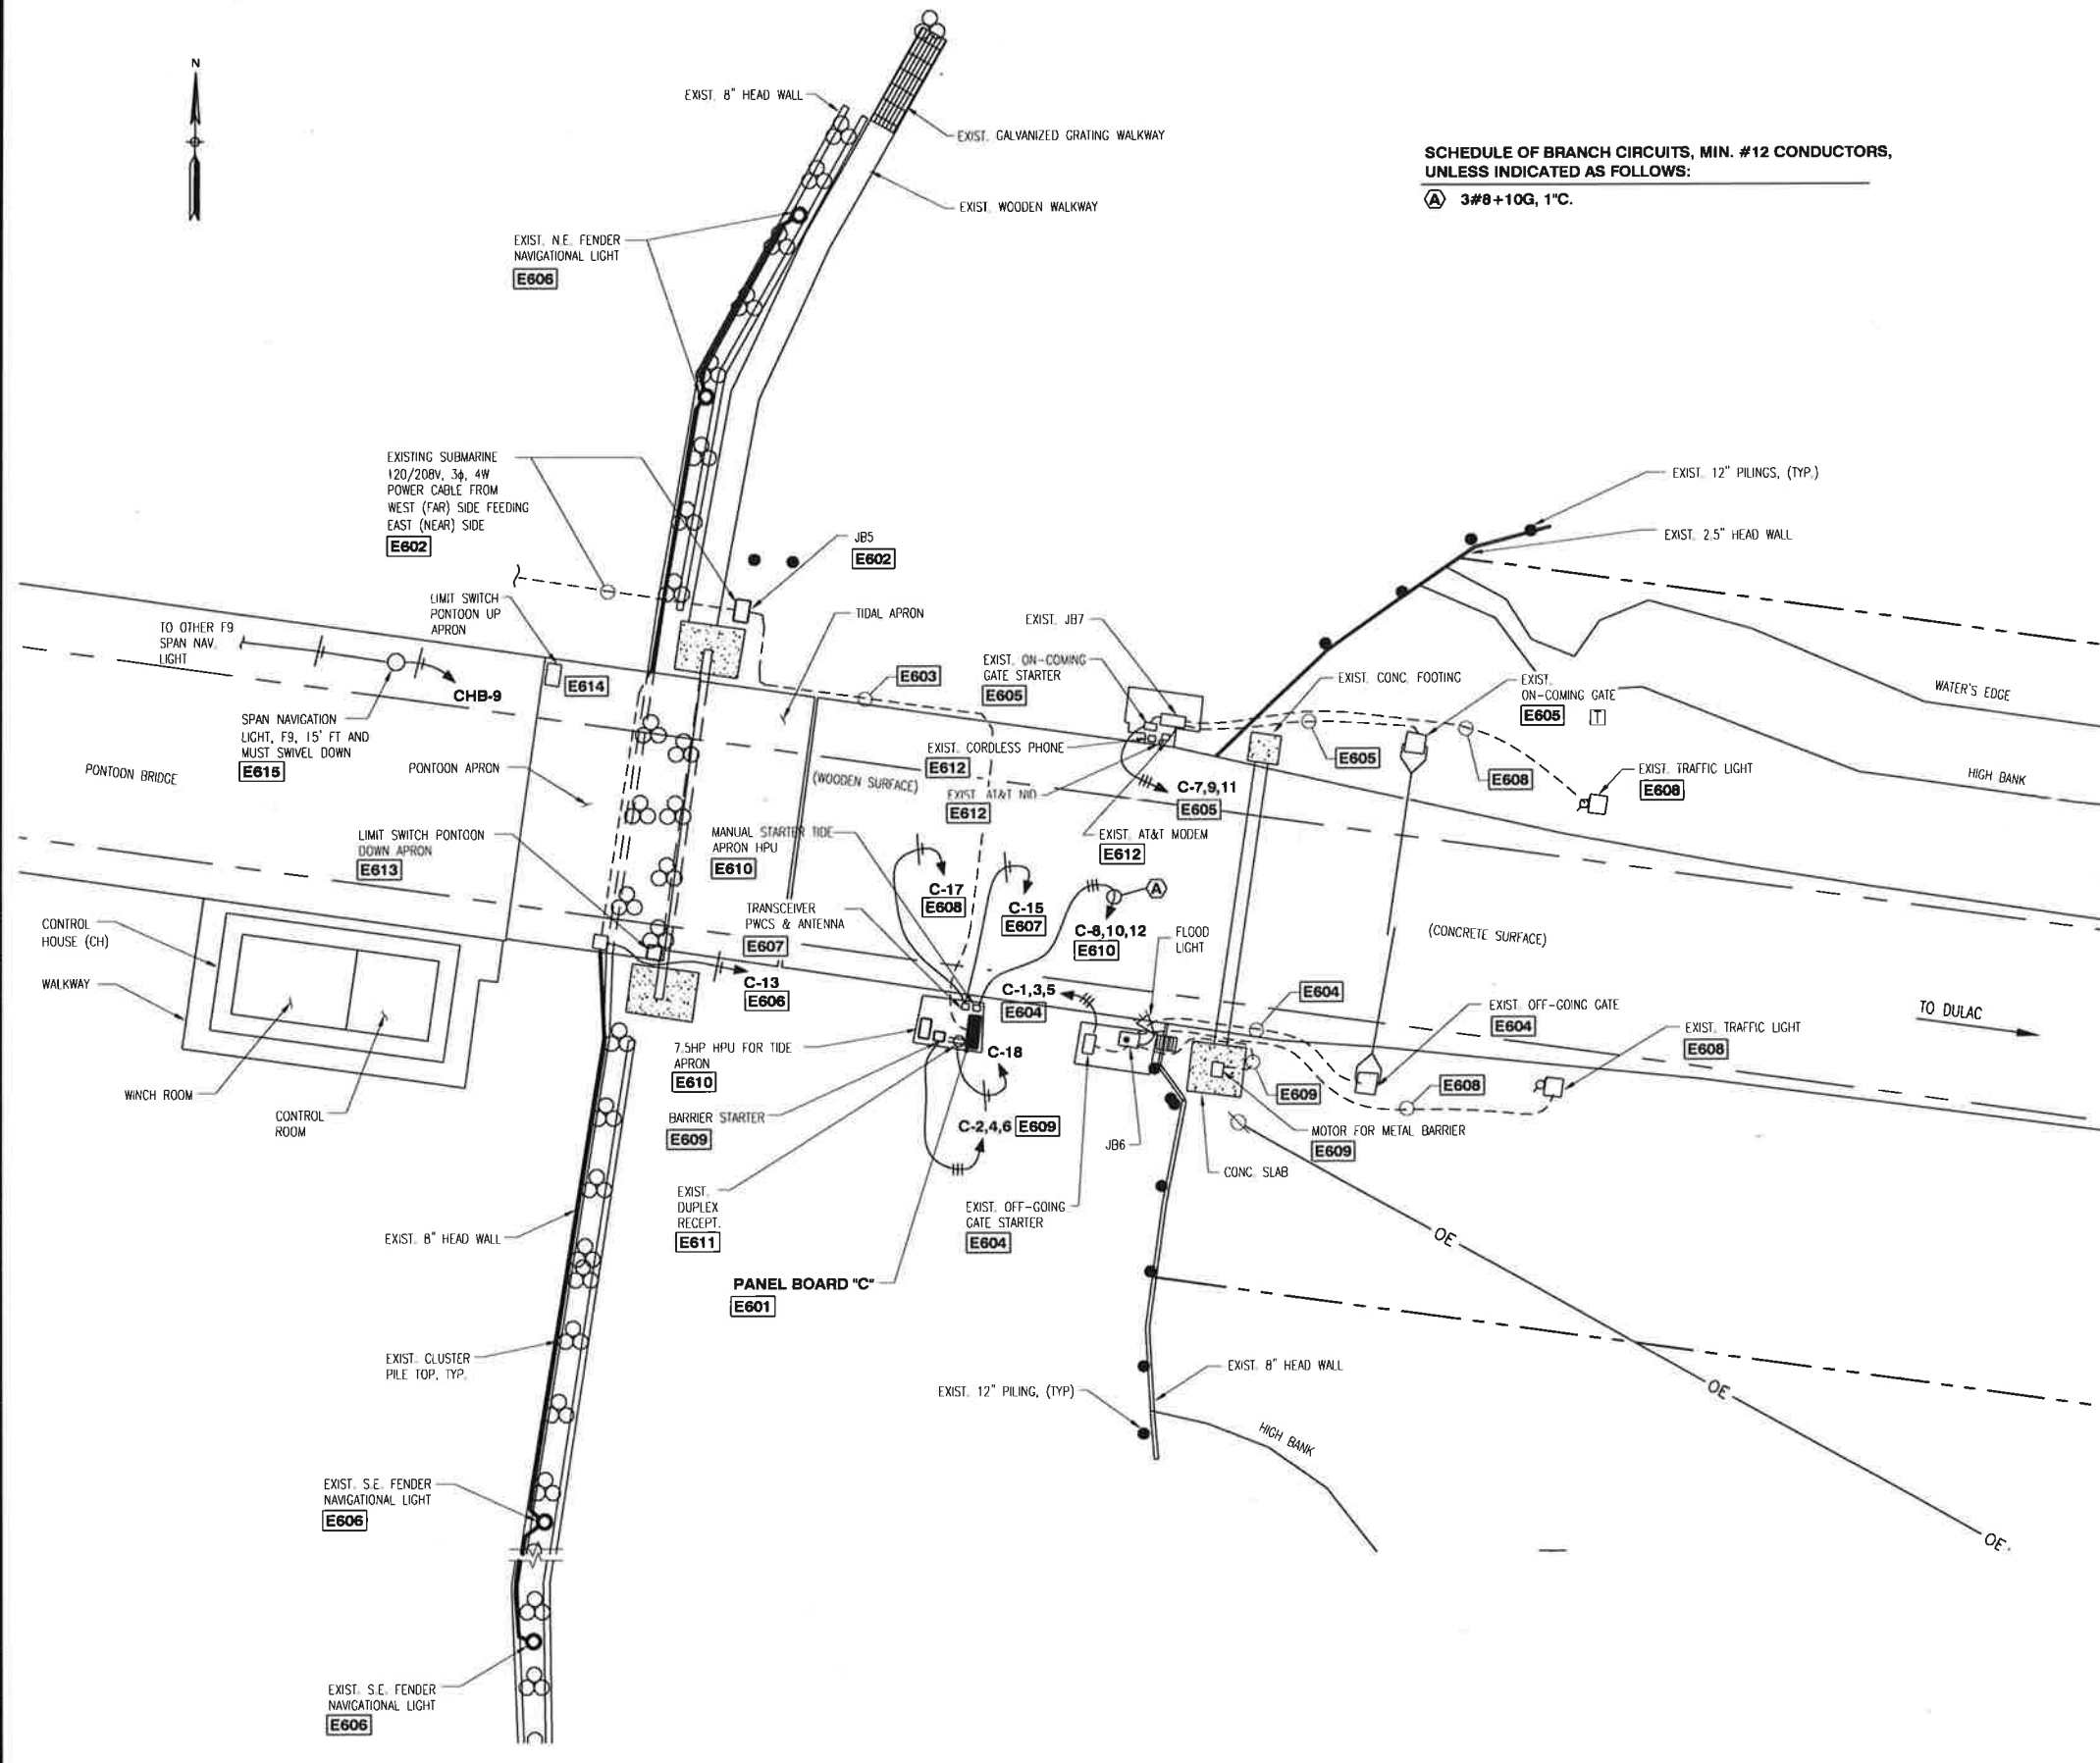 N
EXIST. 8" HEAD WALL
EXIST. GALVANIZED GRATING WALKWAY
EXIST. WOODEN WALKWAY
SCHEDULE OF BRANCH CIRCUITS, MIN. #12 CONDUCTORS,
UNLESS INDICATED AS FOLLOWS:
A 3#8+10G, 1"C.
EXIST. N.E. FENDER
NAVIGATIONAL LIGHT
E606
EXISTING SUBMARINE
120/208V, 3ϕ, 4W
POWER CABLE FROM
WEST (FAR) SIDE FEEDING
EAST (NEAR) SIDE
E602
JB5
E602
EXIST. 12" PILINGS, (TYP.)
EXIST. 2.5" HEAD WALL
LIMIT SWITCH
PONTOON UP
APRON
E614
TO OTHER F9
SPAN NAV.
LIGHT
CHB-9
TIDAL APRON
EXIST. JB7
EXIST. ON-COMING
GATE STARTER
E605
E603
EXIST. CONC. FOOTING
EXIST.
ON-COMING GATE
E605 T
WATER'S EDGE
SPAN NAVIGATION
LIGHT, F9, 15' FT AND
MUST SWIVEL DOWN
E615
PONTOON BRIDGE
PONTOON APRON
(WOODEN SURFACE)
EXIST. CORDLESS PHONE
E612
EXIST. AT&T NID
E612
C-7,9,11
E605
E605
E608
EXIST. TRAFFIC LIGHT
E608
HIGH BANK
EXIST. AT&T MODEM
E612
LIMIT SWITCH PONTOON
DOWN APRON
E613
MANUAL STARTER TIDE
APRON HPU
E610
C-17
E608
C-15
E607
A
C-8,10,12
E610
FLOOD
LIGHT
(CONCRETE SURFACE)
TRANSCEIVER
PWCS & ANTENNA
E607
CONTROL
HOUSE (CH)
WALKWAY
C-13
E606
C-1,3,5
E604
E604
EXIST. OFF-GOING GATE
E604
TO DULAC
EXIST. TRAFFIC LIGHT
E608
7.5HP HPU FOR TIDE
APRON
E610
C-18
WINCH ROOM
CONTROL
ROOM
BARRIER STARTER
E609
C-2,4,6 E609
JB6
E609
E608
MOTOR FOR METAL BARRIER
E609
CONC. SLAB
EXIST.
DUPLEX
RECEPT.
E611
EXIST. OFF-GOING
GATE STARTER
E604
EXIST. 8" HEAD WALL
OE
PANEL BOARD "C"
E601
EXIST. CLUSTER
PILE TOP, TYP.
EXIST. 8" HEAD WALL
EXIST. 12" PILING, (TYP)
OE
HIGH BANK
EXIST. S.E. FENDER
NAVIGATIONAL LIGHT
E606
OE
EXIST. S.E. FENDER
NAVIGATIONAL LIGHT
E606